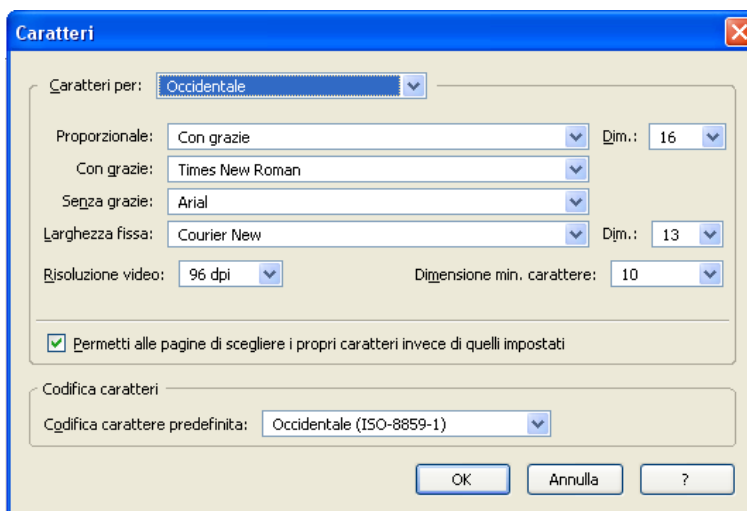 Caratteri
Caratteri per: Occidentale
Proporzionale: Con grazie Dim.: 16
Con grazie: Times New Roman
Senza grazie: Arial
Larghezza fissa: Courier New Dim.: 13
Risoluzione video: 96 dpi Dimensione min. carattere: 10
Permetti alle pagine di scegliere i propri caratteri invece di quelli impostati
Codifica caratteri
Codifica carattere predefinita: Occidentale (ISO-8859-1)
OK Annulla ?